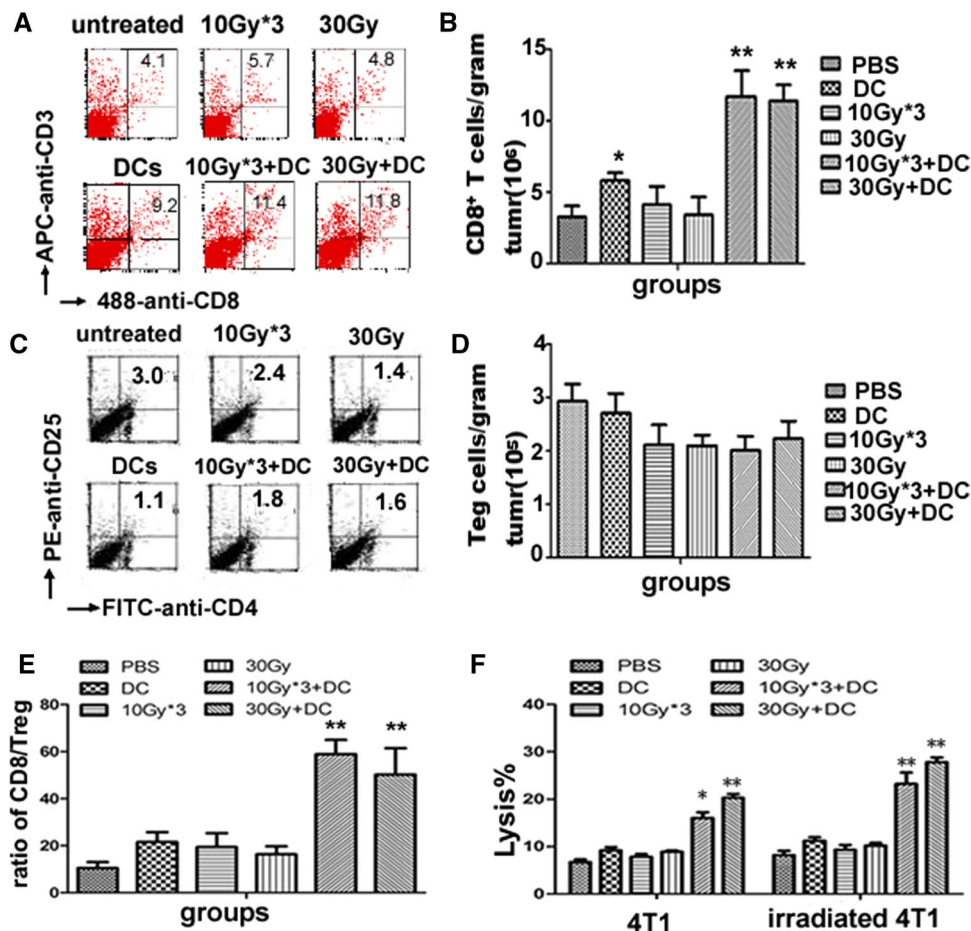 A
untreated 10Gy*3 30Gy
4.1 5.7 4.8
DCs 10Gy*3+DC 30Gy+DC
9.2 11.4 11.8
APC-anti-CD3
488-anti-CD8
B
CD8⁺ T cells/gram
tumr(10⁶)
15
10
5
0
* ** **
groups
PBS
DC
10Gy*3
30Gy
10Gy*3+DC
30Gy+DC
C
untreated 10Gy*3 30Gy
3.0 2.4 1.4
DCs 10Gy*3+DC 30Gy+DC
1.1 1.8 1.6
PE-anti-CD25
FITC-anti-CD4
D
Teg cells/gram
tumr(10⁵)
4
3
2
1
0
groups
PBS
DC
10Gy*3
30Gy
10Gy*3+DC
30Gy+DC
E
PBS 30Gy
DC 10Gy*3+DC
10Gy*3 30Gy+DC
ratio of CD8/Treg
80
60
40
20
0
** **
groups
F
PBS 30Gy
DC 10Gy*3+DC
10Gy*3 30Gy+DC
Lysis%
40
30
20
10
0
* ** ** **
4T1 irradiated 4T1